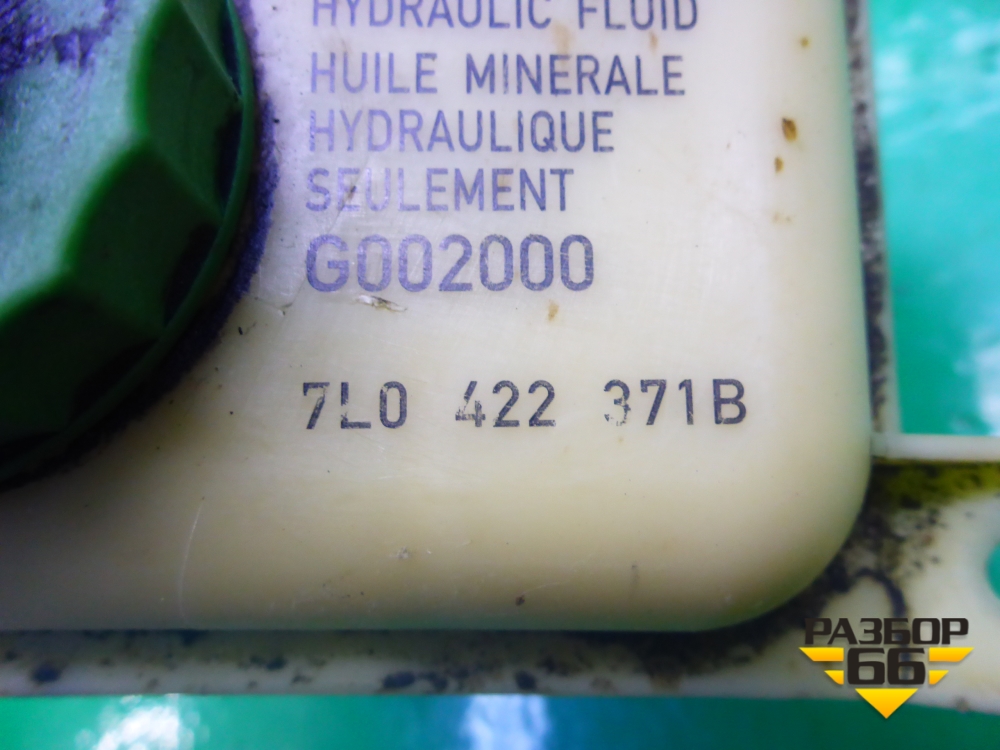 HYDRAULIC FLUID
HUILE MINERALE
HYDRAULIQUE
SEULEMENT
G002000
7L0 422 371B
РАЗБОР
66